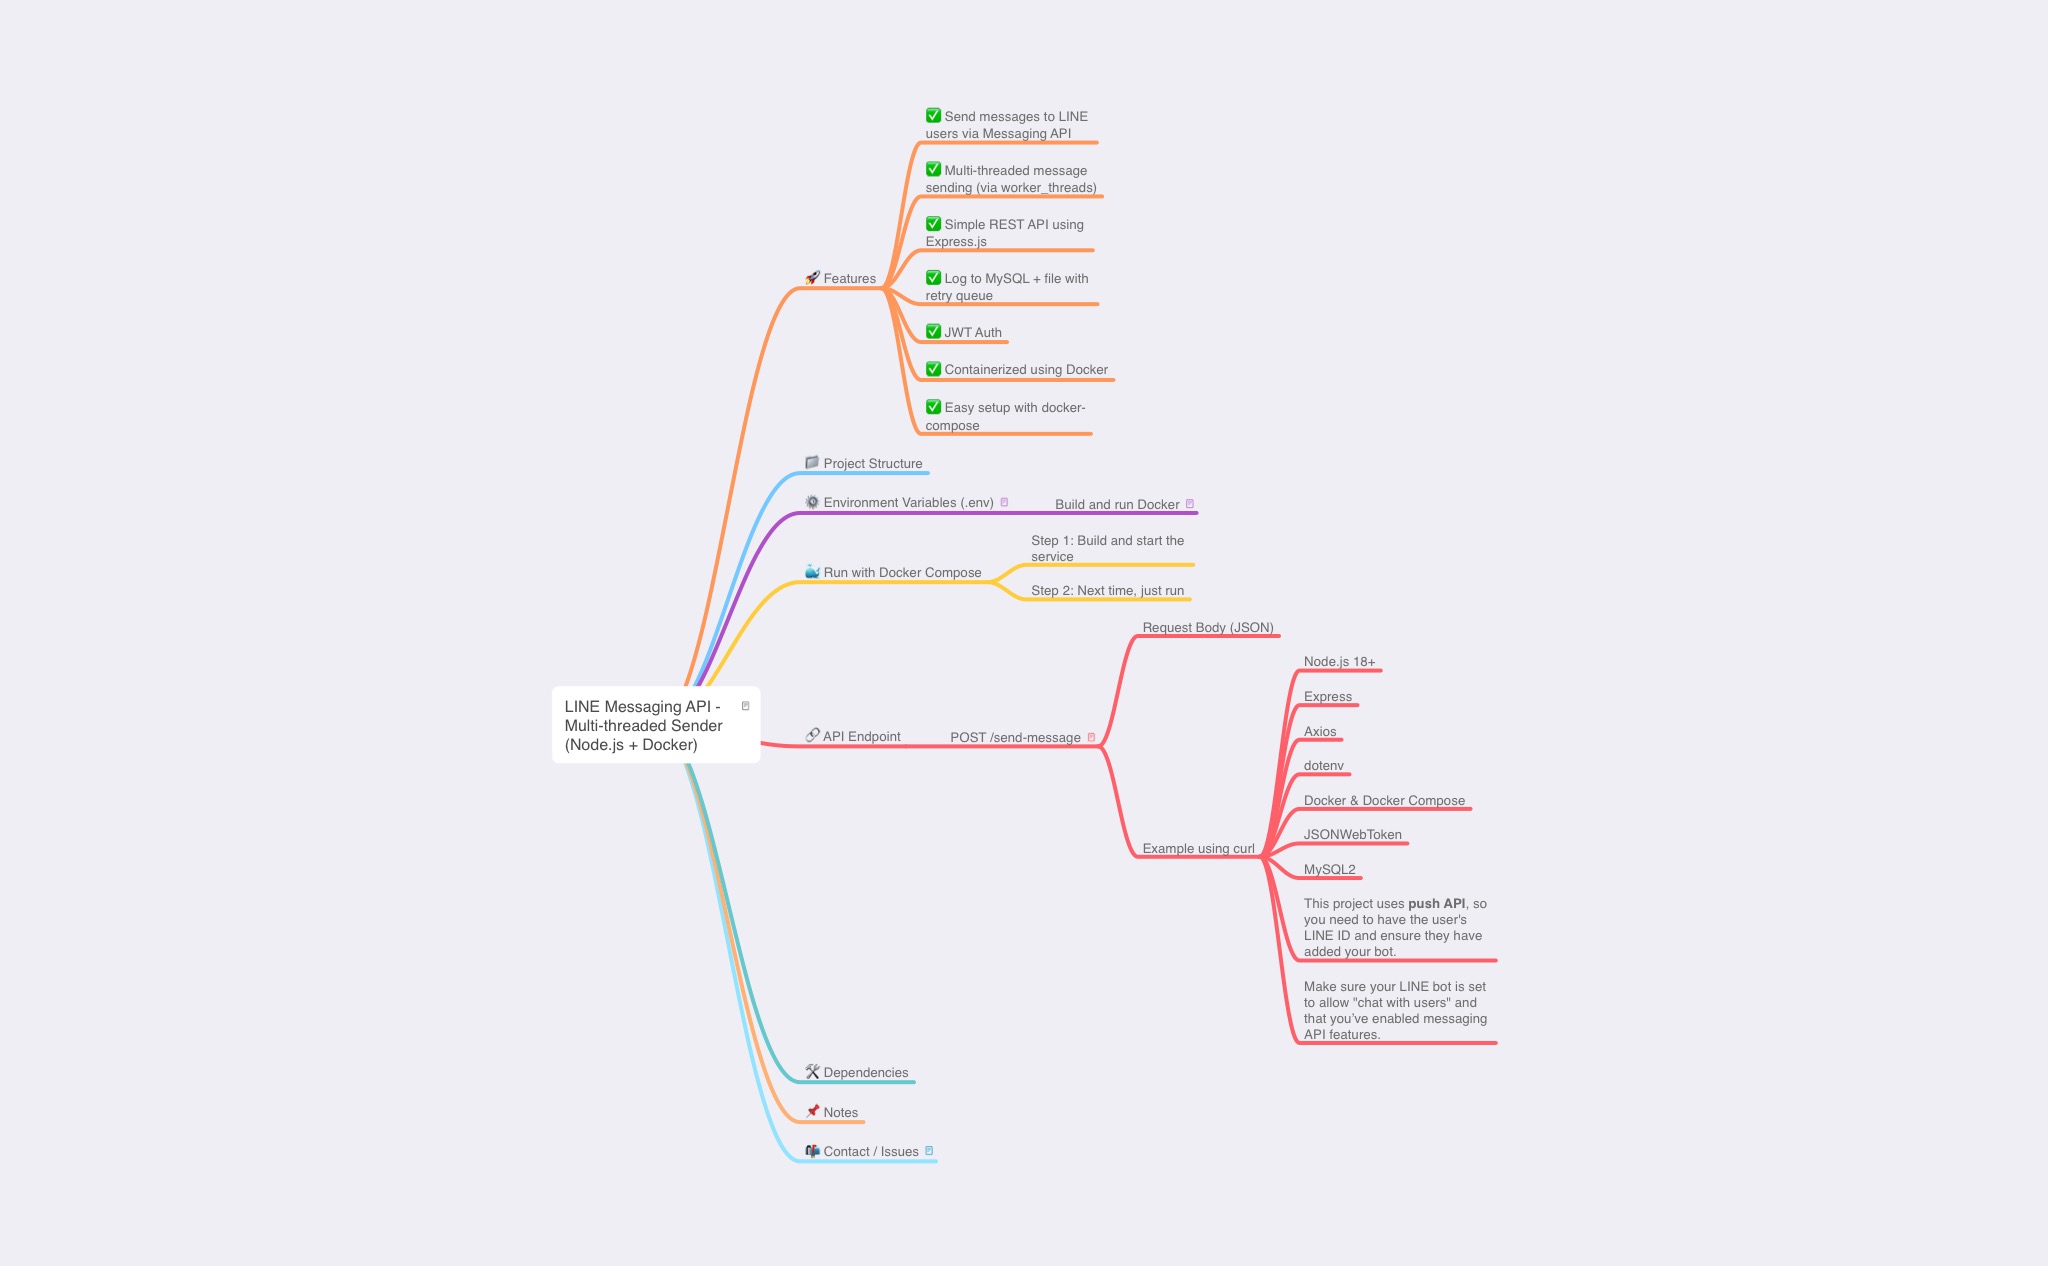 ✅ Send messages to LINE
users via Messaging API
✅ Multi-threaded message
sending (via worker_threads)
✅ Simple REST API using
Express.js
🚀 Features
✅ Log to MySQL + file with
retry queue
✅ JWT Auth
✅ Containerized using Docker
✅ Easy setup with docker-
compose
📁 Project Structure
⚙️ Environment Variables (.env)
Build and run Docker
🐳 Run with Docker Compose
Step 1: Build and start the
service
Step 2: Next time, just run
LINE Messaging API -
Multi-threaded Sender
(Node.js + Docker)
🔗 API Endpoint
POST /send-message
Request Body (JSON)
Example using curl
Node.js 18+
Express
Axios
dotenv
Docker & Docker Compose
JSONWebToken
MySQL2
This project uses push API, so
you need to have the user's
LINE ID and ensure they have
added your bot.
Make sure your LINE bot is set
to allow "chat with users" and
that you’ve enabled messaging
API features.
🛠 Dependencies
📌 Notes
📬 Contact / Issues